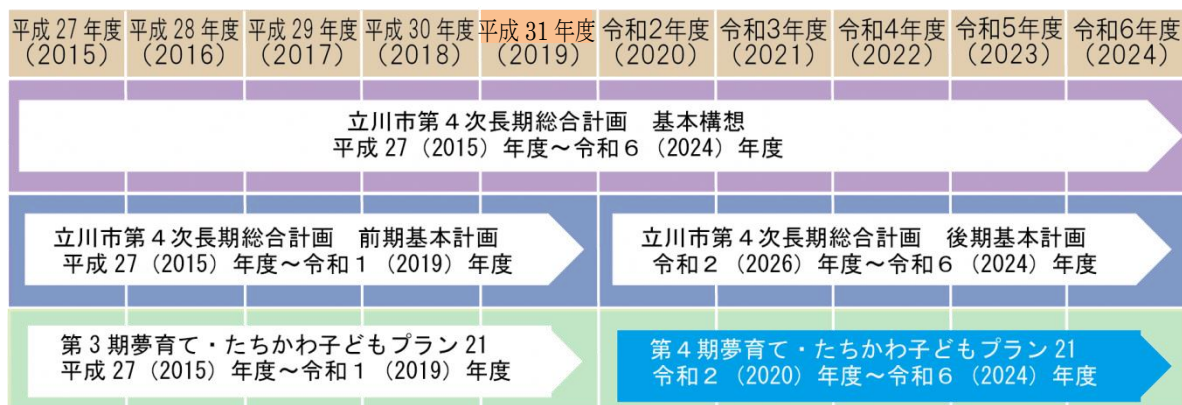 平成27年度 平成28年度 平成29年度 平成30年度 平成31年度 令和2年度 令和3年度 令和4年度 令和5年度 令和6年度
(2015) (2016) (2017) (2018) (2019) (2020) (2021) (2022) (2023) (2024)
立川市第4次長期総合計画 基本構想
平成27(2015)年度~令和6(2024)年度
立川市第4次長期総合計画 前期基本計画
平成27(2015)年度~令和1(2019)年度
立川市第4次長期総合計画 後期基本計画
令和2(2026)年度~令和6(2024)年度
第3期夢育て・たちかわ子どもプラン21
平成27(2015)年度~令和1(2019)年度
第4期夢育て・たちかわ子どもプラン21
令和2(2020)年度~令和6(2024)年度